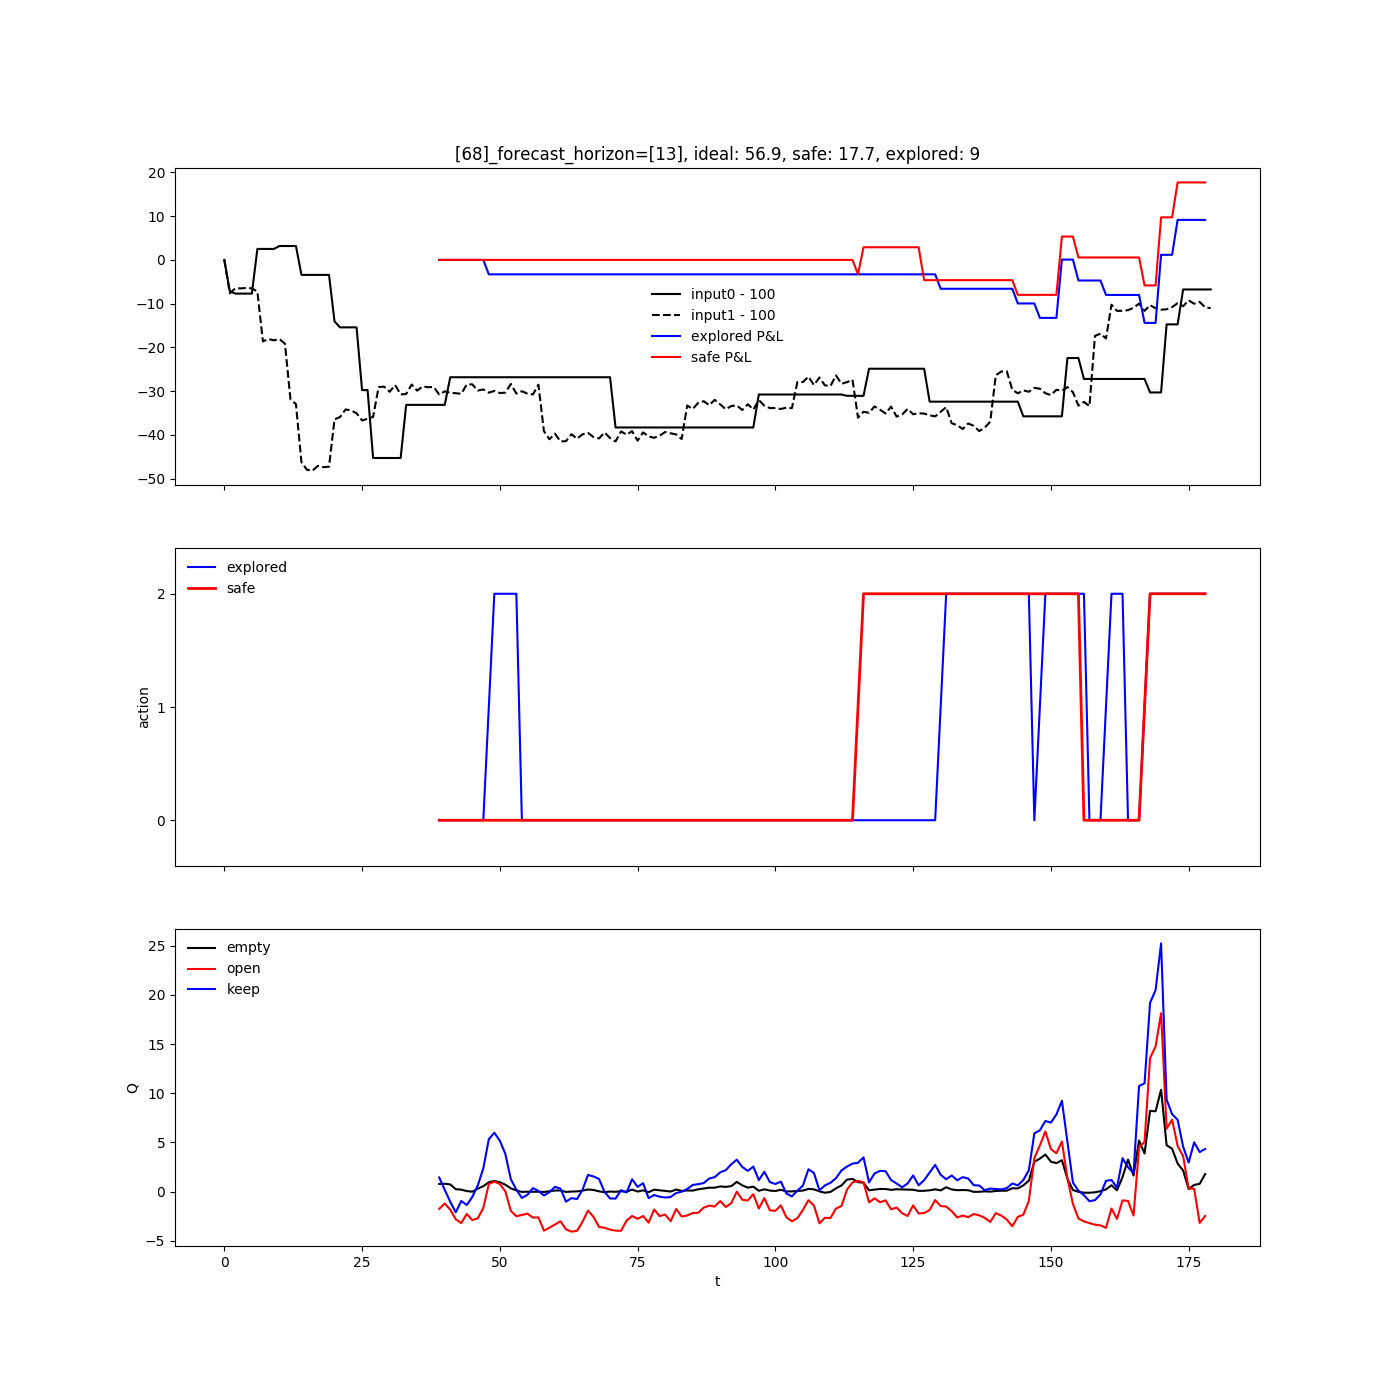 [68]_forecast_horizon=[13], ideal: 56.9, safe: 17.7, explored: 9
20
10
0
−10
−20
−30
−40
−50
input0 - 100
input1 - 100
explored P&L
safe P&L
explored
safe
2
1
0
action
empty
open
keep
25
20
15
10
5
0
−5
Q
0 25 50 75 100 125 150 175
t